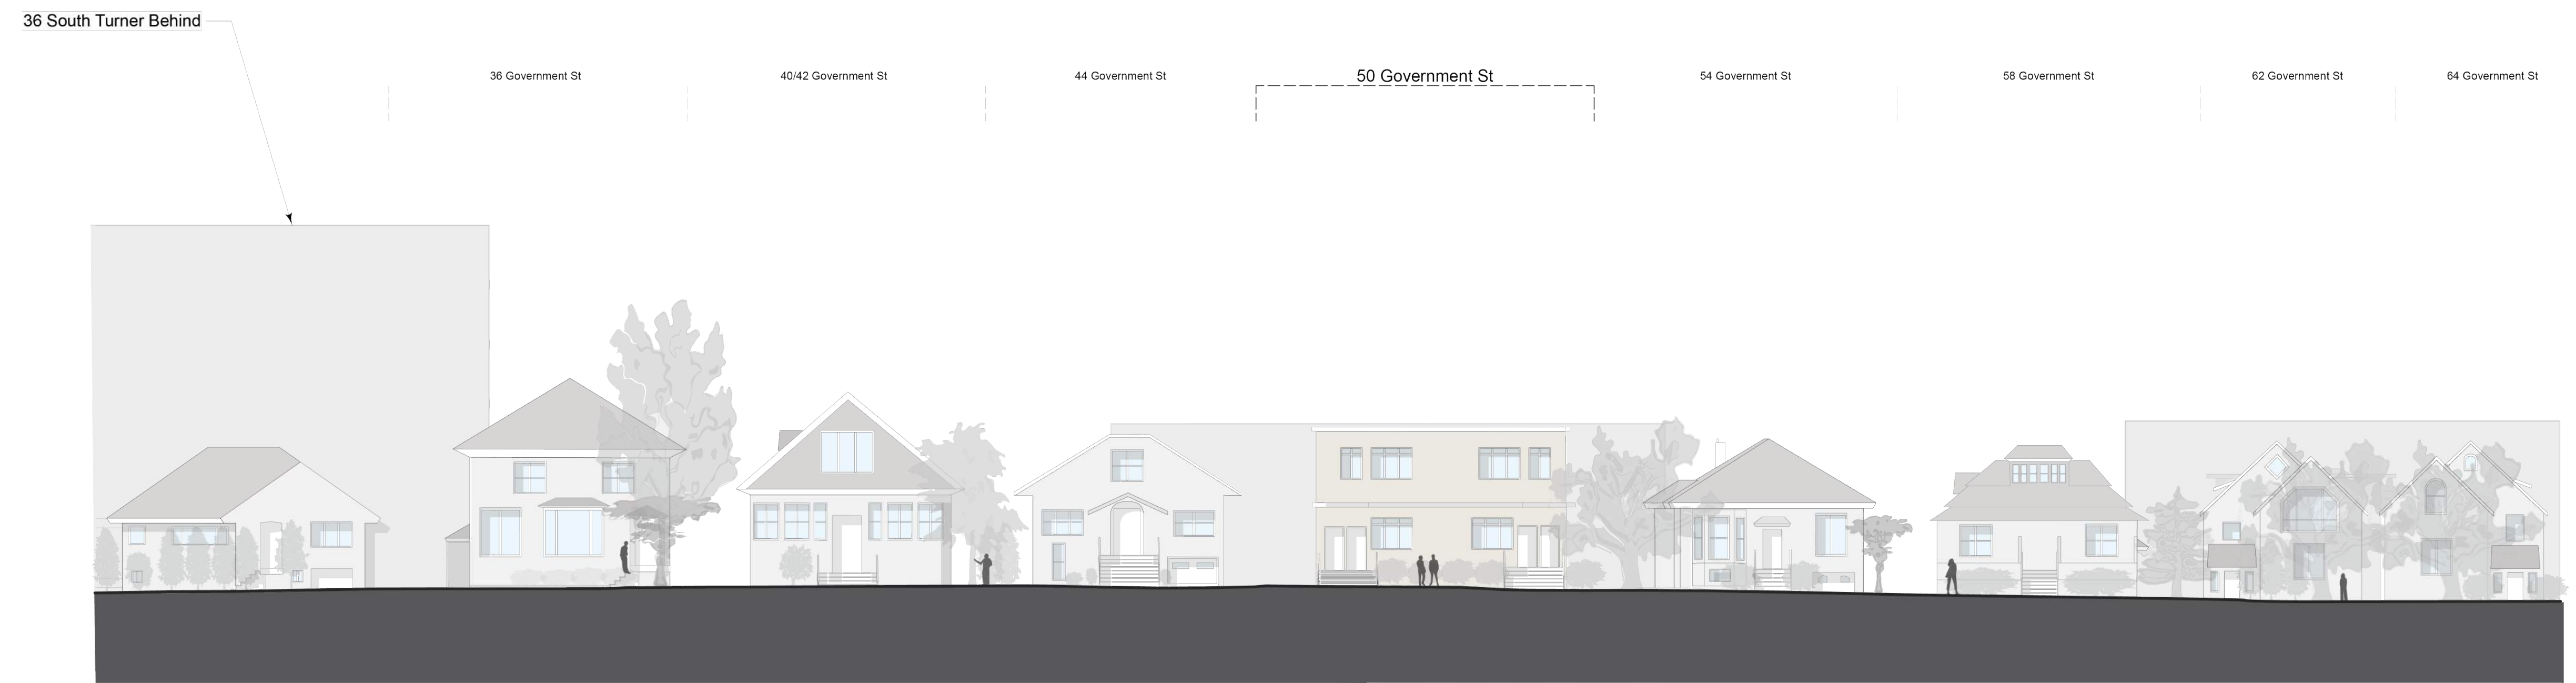 36 South Turner Behind
36 Government St
40/42 Government St
44 Government St
50 Government St
54 Government St
58 Government St
62 Government St
64 Government St